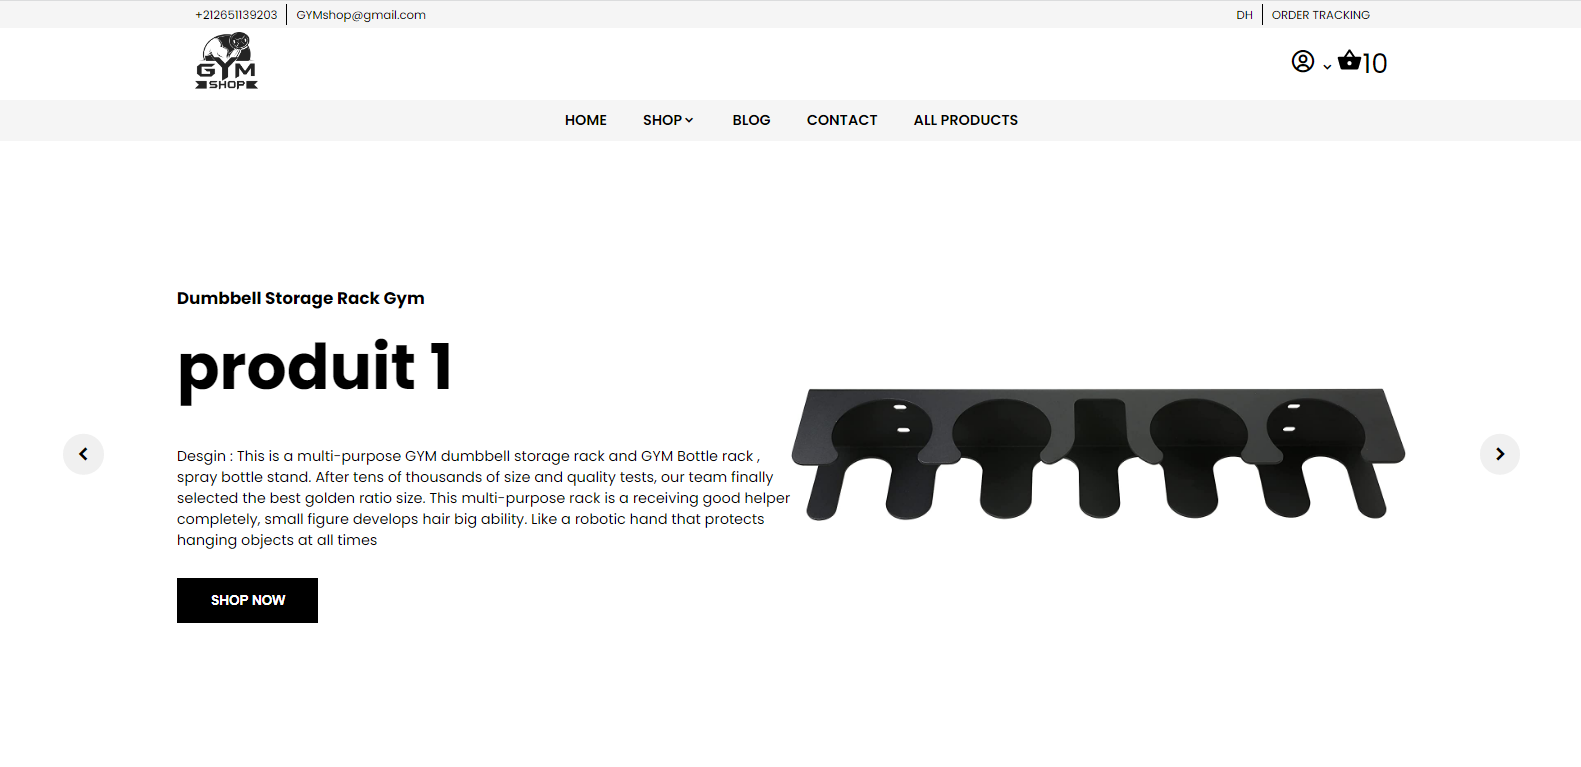 +212651139203 GYMshop@gmail.com DH ORDER TRACKING
GYM
SHOP
10
HOME SHOP BLOG CONTACT ALL PRODUCTS
Dumbbell Storage Rack Gym
produit 1
Desgin : This is a multi-purpose GYM dumbbell storage rack and GYM Bottle rack ,
spray bottle stand. After tens of thousands of size and quality tests, our team finally
selected the best golden ratio size. This multi-purpose rack is a receiving good helper
completely, small figure develops hair big ability. Like a robotic hand that protects
hanging objects at all times
SHOP NOW